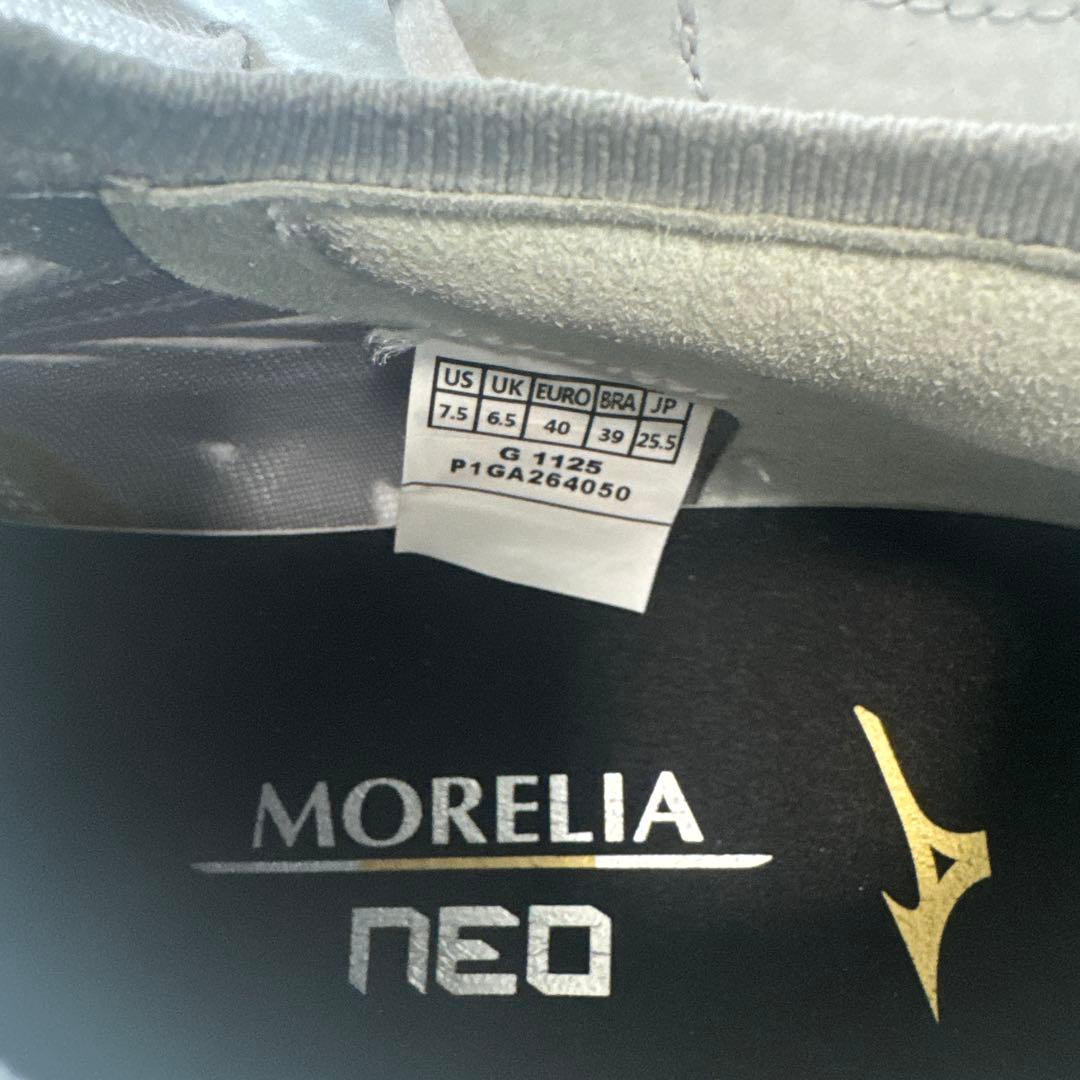 US UK EURO BRA JP
7.5 6.5 40 39 25.5
G 1125
P1GA264050
MORELIA
NEO